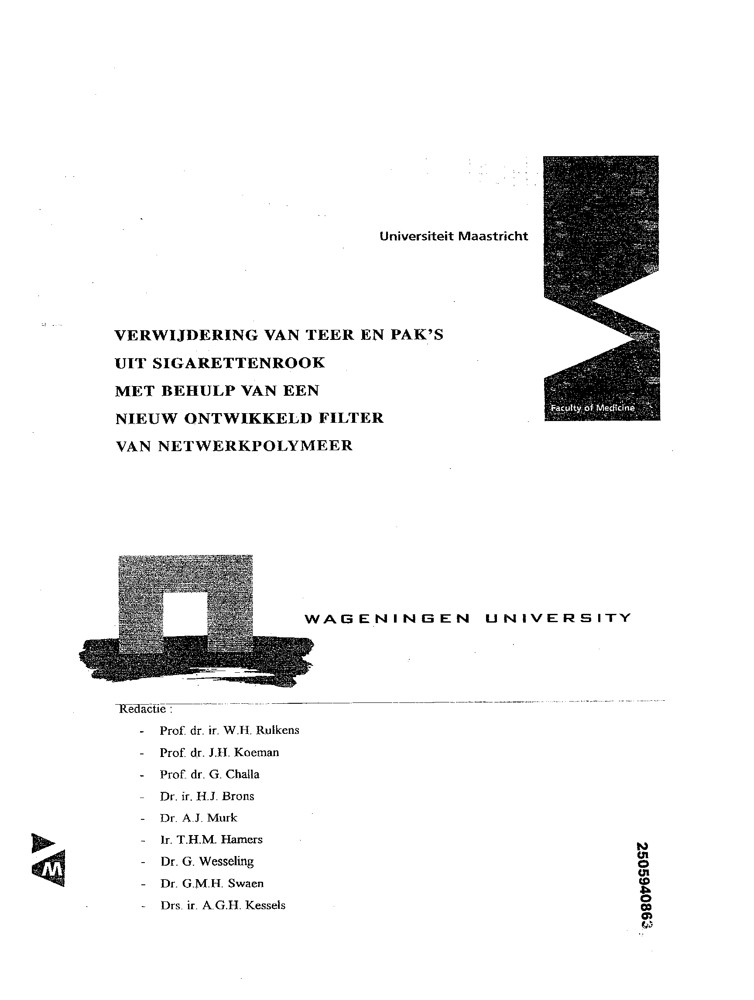 Universiteit Maastricht
Faculty of Medicine
VERWIJDERING VAN TEER EN PAK'S
UIT SIGARETTENROOK
MET BEHULP VAN EEN
NIEUW ONTWIKKELD FILTER
VAN NETWERKPOLYMEER
WAGENINGEN UNIVERSITY
Redactie :
- Prof. dr. ir. W.H. Rulkens
- Prof. dr. J.H. Koeman
- Prof. dr. G. Challa
- Dr. ir. H.J. Brons
- Dr. A.J. Murk
- Ir. T.H.M. Hamers
- Dr. G. Wesseling
- Dr. G.M.H. Swaen
- Drs. ir. A.G.H. Kessels
W
2505940863